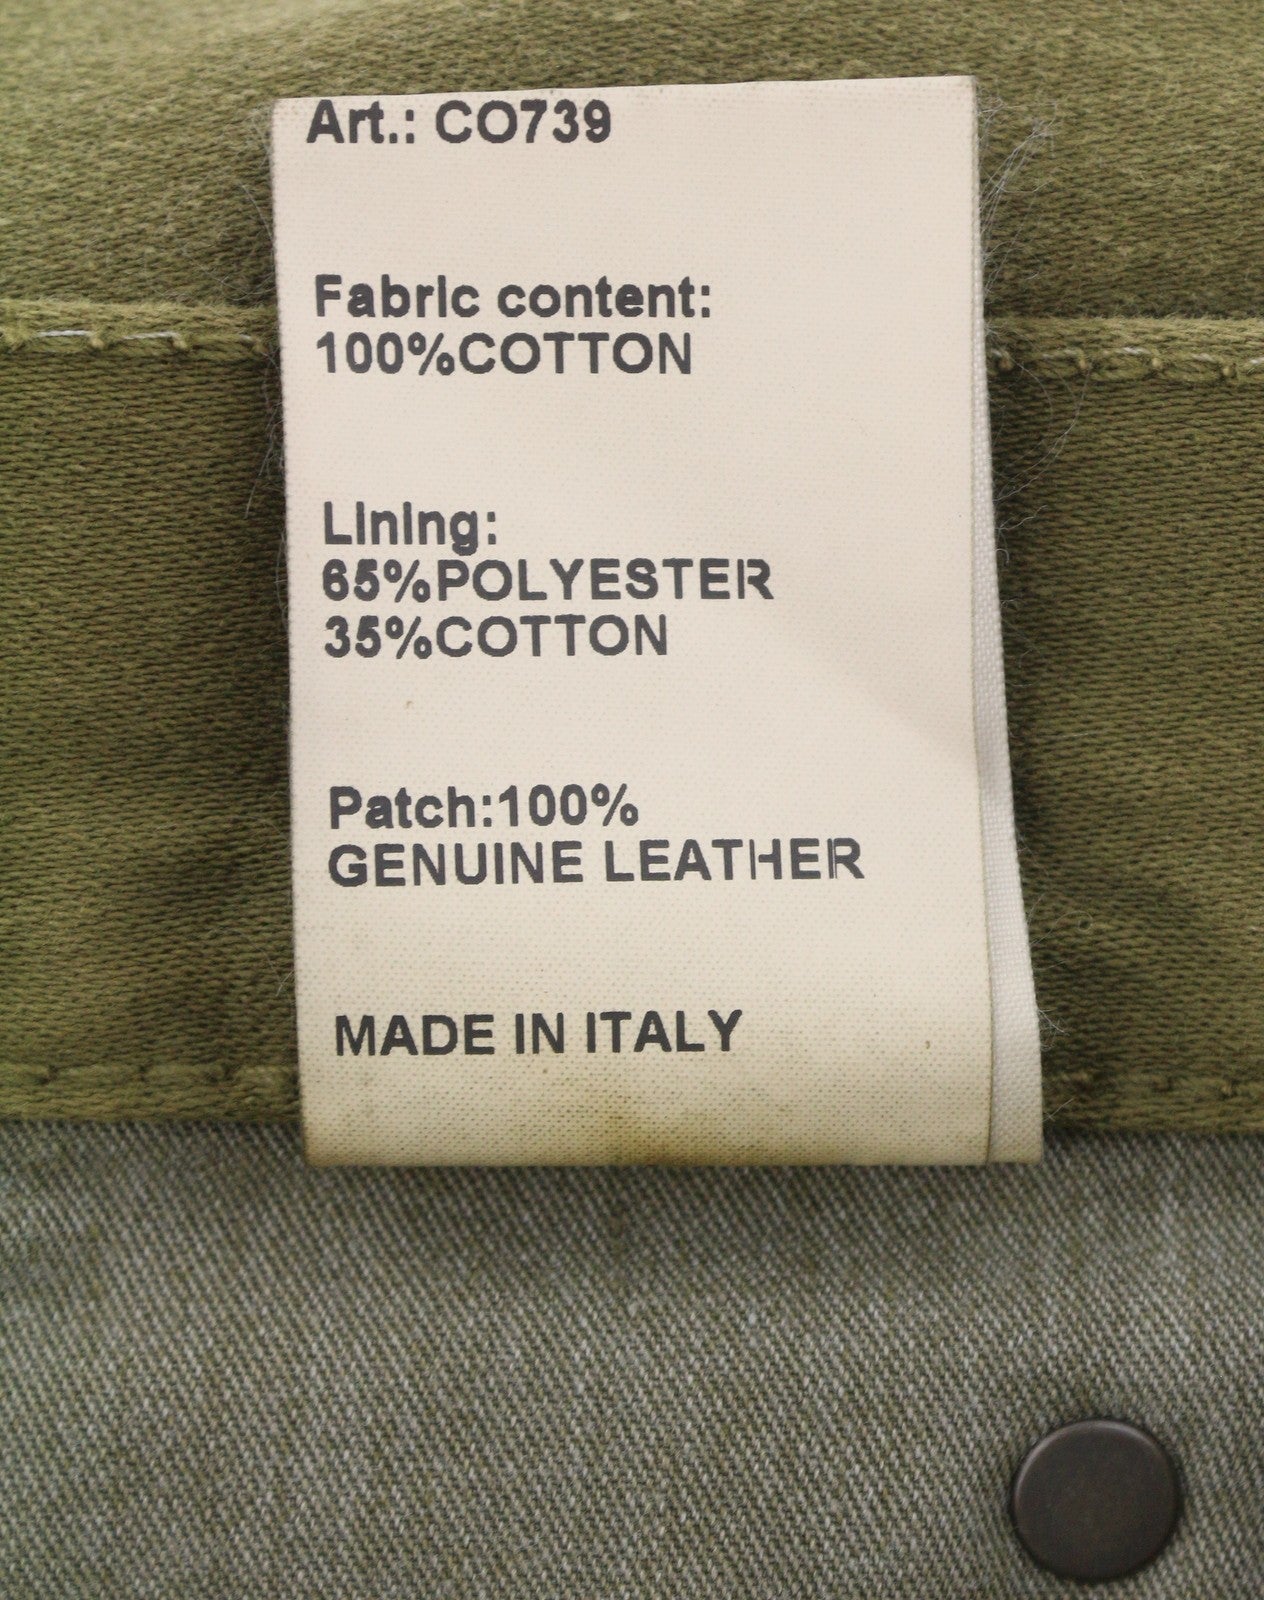 Art.: CO739
Fabric content:
100%COTTON
Lining:
65%POLYESTER
35%COTTON
Patch:100%
GENUINE LEATHER
MADE IN ITALY